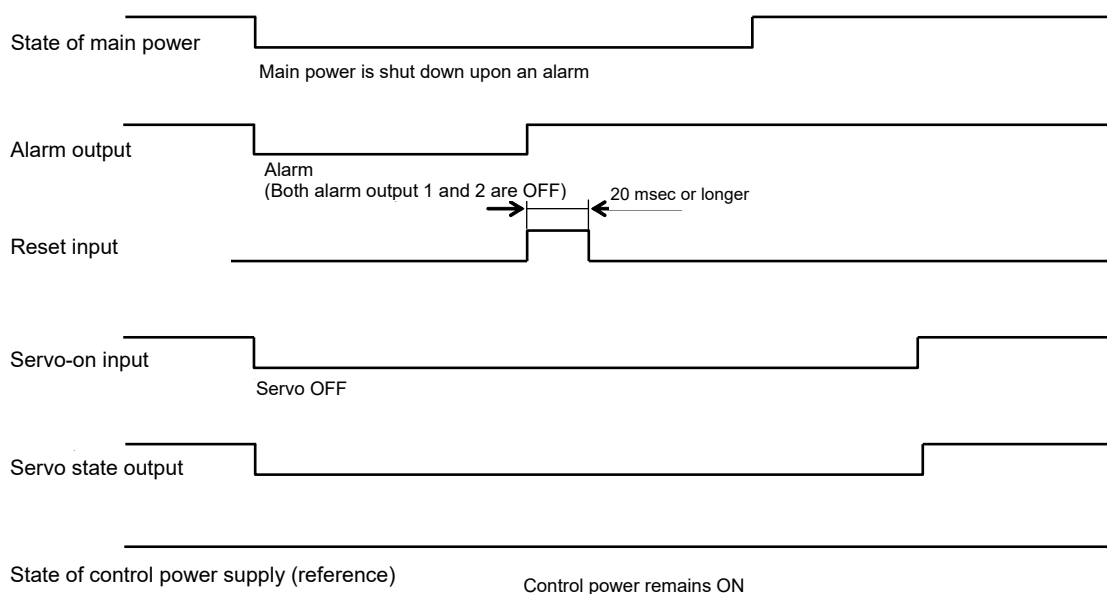 State of main power
Main power is shut down upon an alarm
Alarm output
Alarm
(Both alarm output 1 and 2 are OFF)
20 msec or longer
Reset input
Servo-on input
Servo OFF
Servo state output
State of control power supply (reference)
Control power remains ON